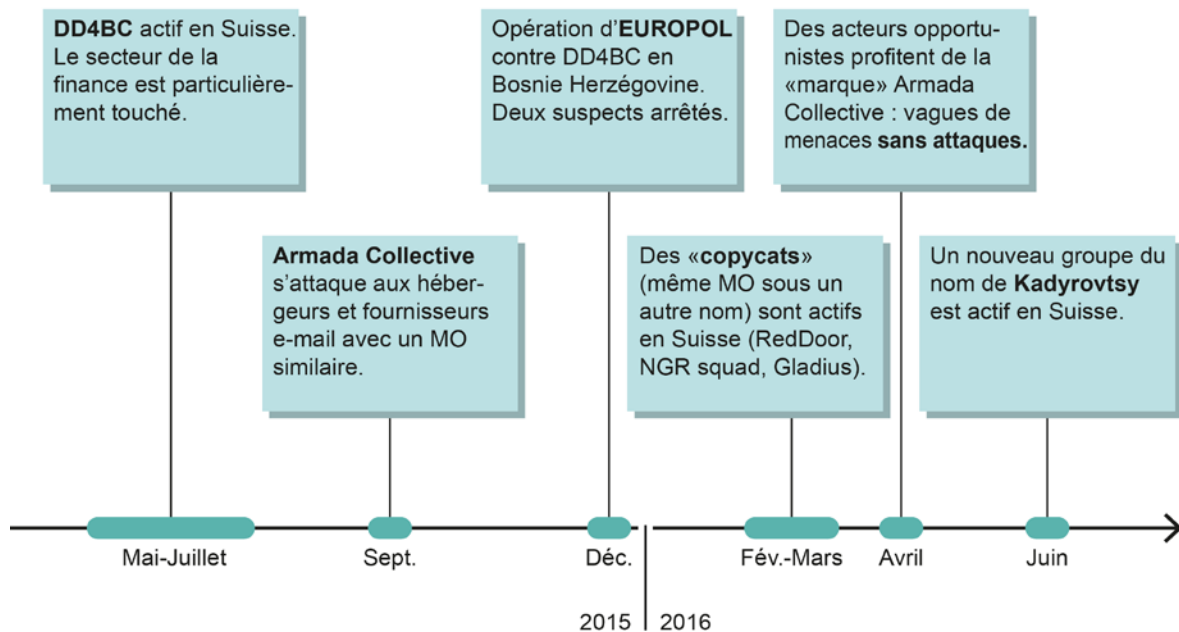 DD4BC actif en Suisse.
Le secteur de la
finance est particulière-
ment touché.
Opération d'EUROPOL
contre DD4BC en
Bosnie Herzégovine.
Deux suspects arrêtés.
Des acteurs opportu-
nistes profitent de la
«marque» Armada
Collective : vagues de
menaces sans attaques.
Armada Collective
s'attaque aux héber-
geurs et fournisseurs
e-mail avec un MO
similaire.
Des «copycats»
(même MO sous un
autre nom) sont actifs
en Suisse (RedDoor,
NGR squad, Gladius).
Un nouveau groupe du
nom de Kadyrovtsy
est actif en Suisse.
Mai-Juillet
Sept.
Déc.
Fév.-Mars
Avril
Juin
2015
2016